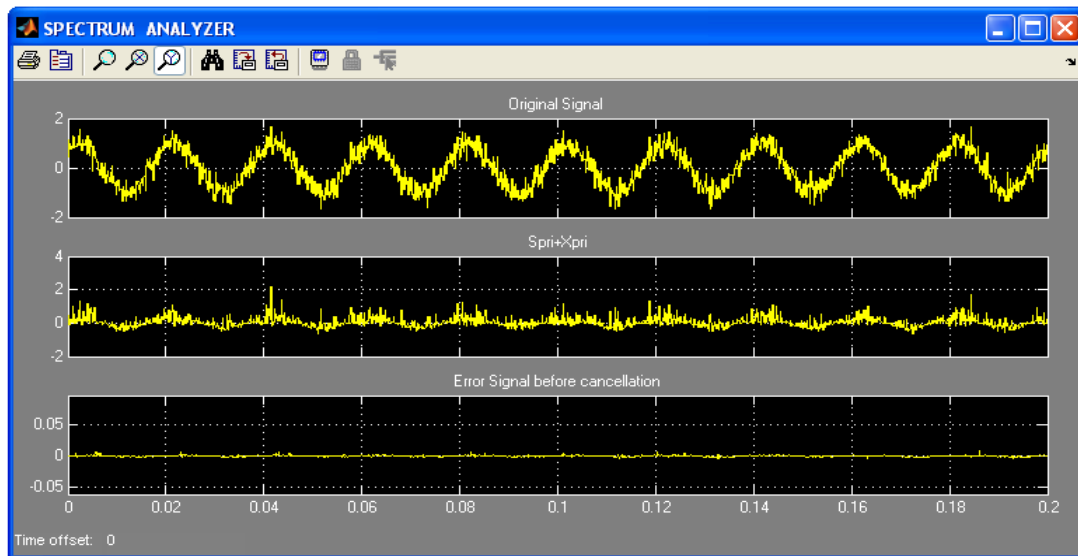 SPECTRUM ANALYZER
Original Signal
2
0
-2
Spri+Xpri
4
2
0
-2
Error Signal before cancellation
0.05
0
-0.05
0 0.02 0.04 0.06 0.08 0.1 0.12 0.14 0.16 0.18 0.2
Time offset: 0